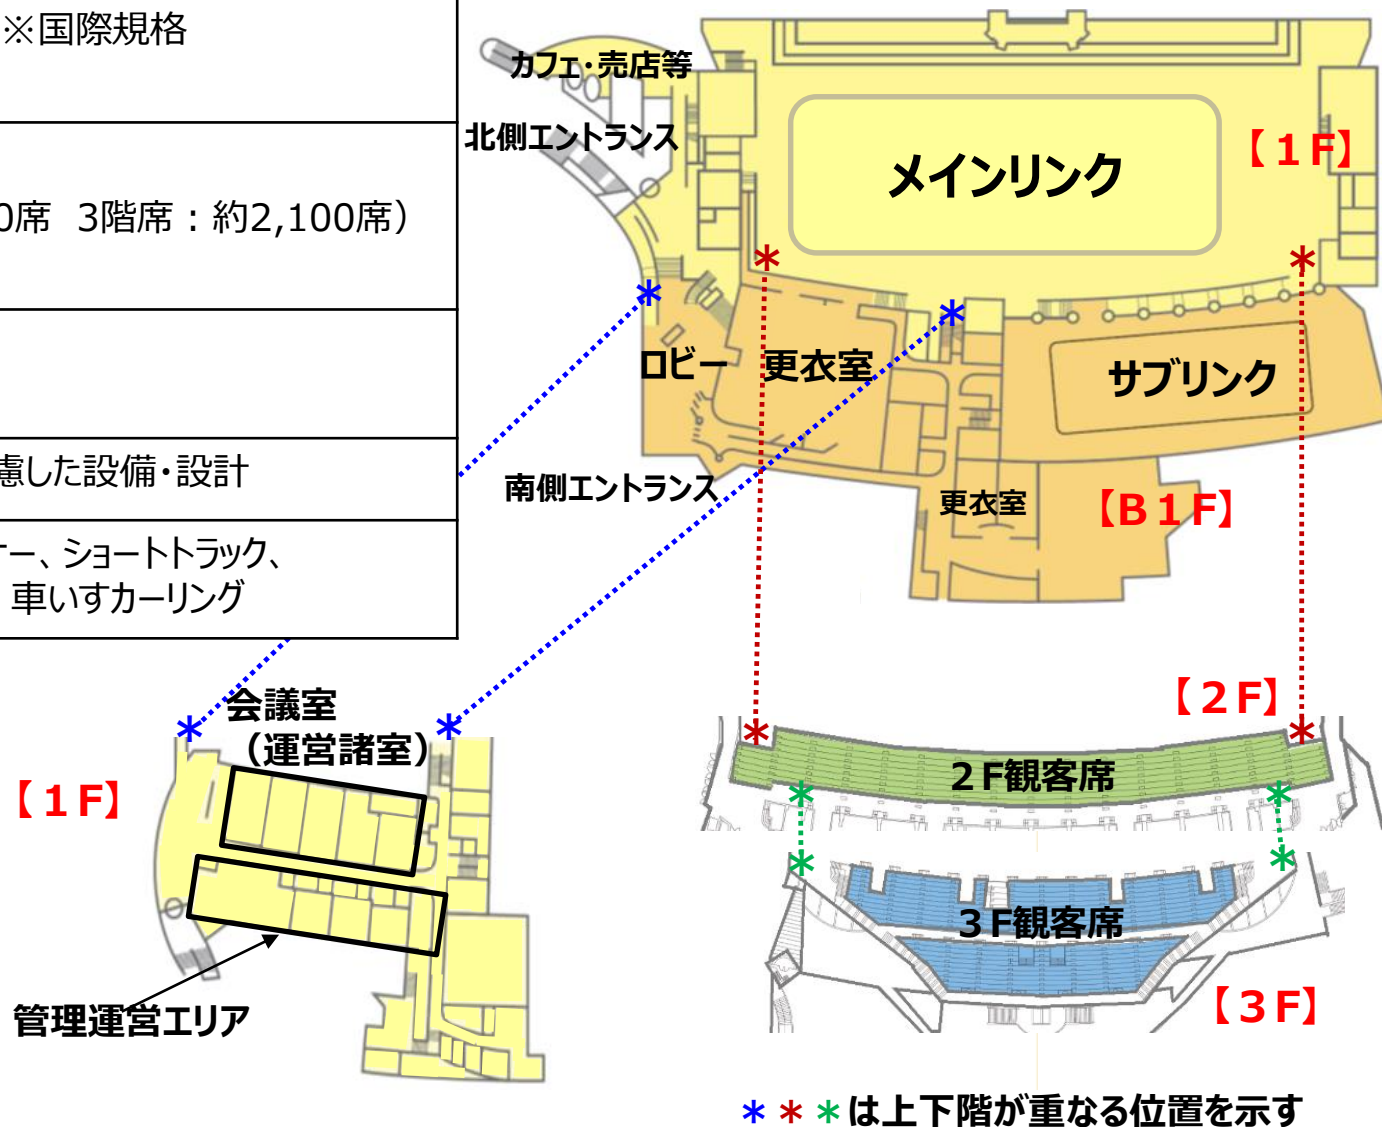 ※国際規格
0席 3階席：約2,100席）
慮した設備・設計
ナー、ショートトラック、
車いすカーリング
カフェ・売店等
北側エントランス
メインリンク
【１F】
ロビー
更衣室
サブリンク
南側エントランス
更衣室
【B１F】
会議室
（運営諸室）
【１F】
管理運営エリア
【２F】
２F観客席
３F観客席
【３F】
＊＊＊は上下階が重なる位置を示す